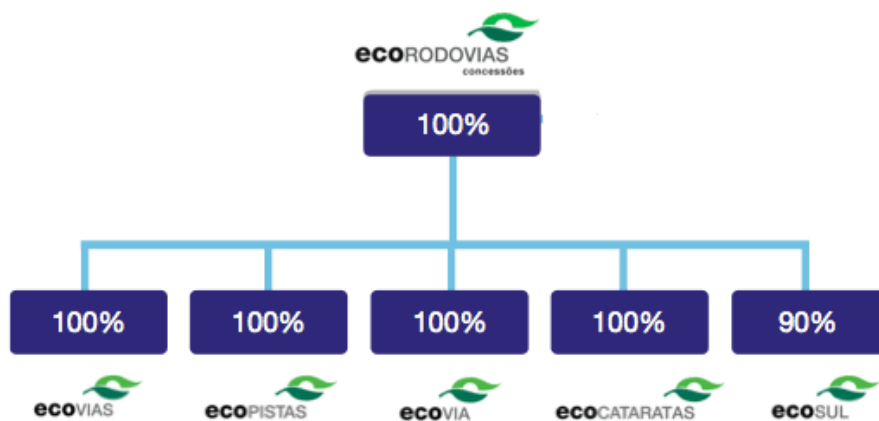 ecoRODOVIAS
concessões
100%
100% 100% 100% 100% 90%
ecoVIAS ecoPISTAS ecoVIA ecoCATARATAS ecoSUL